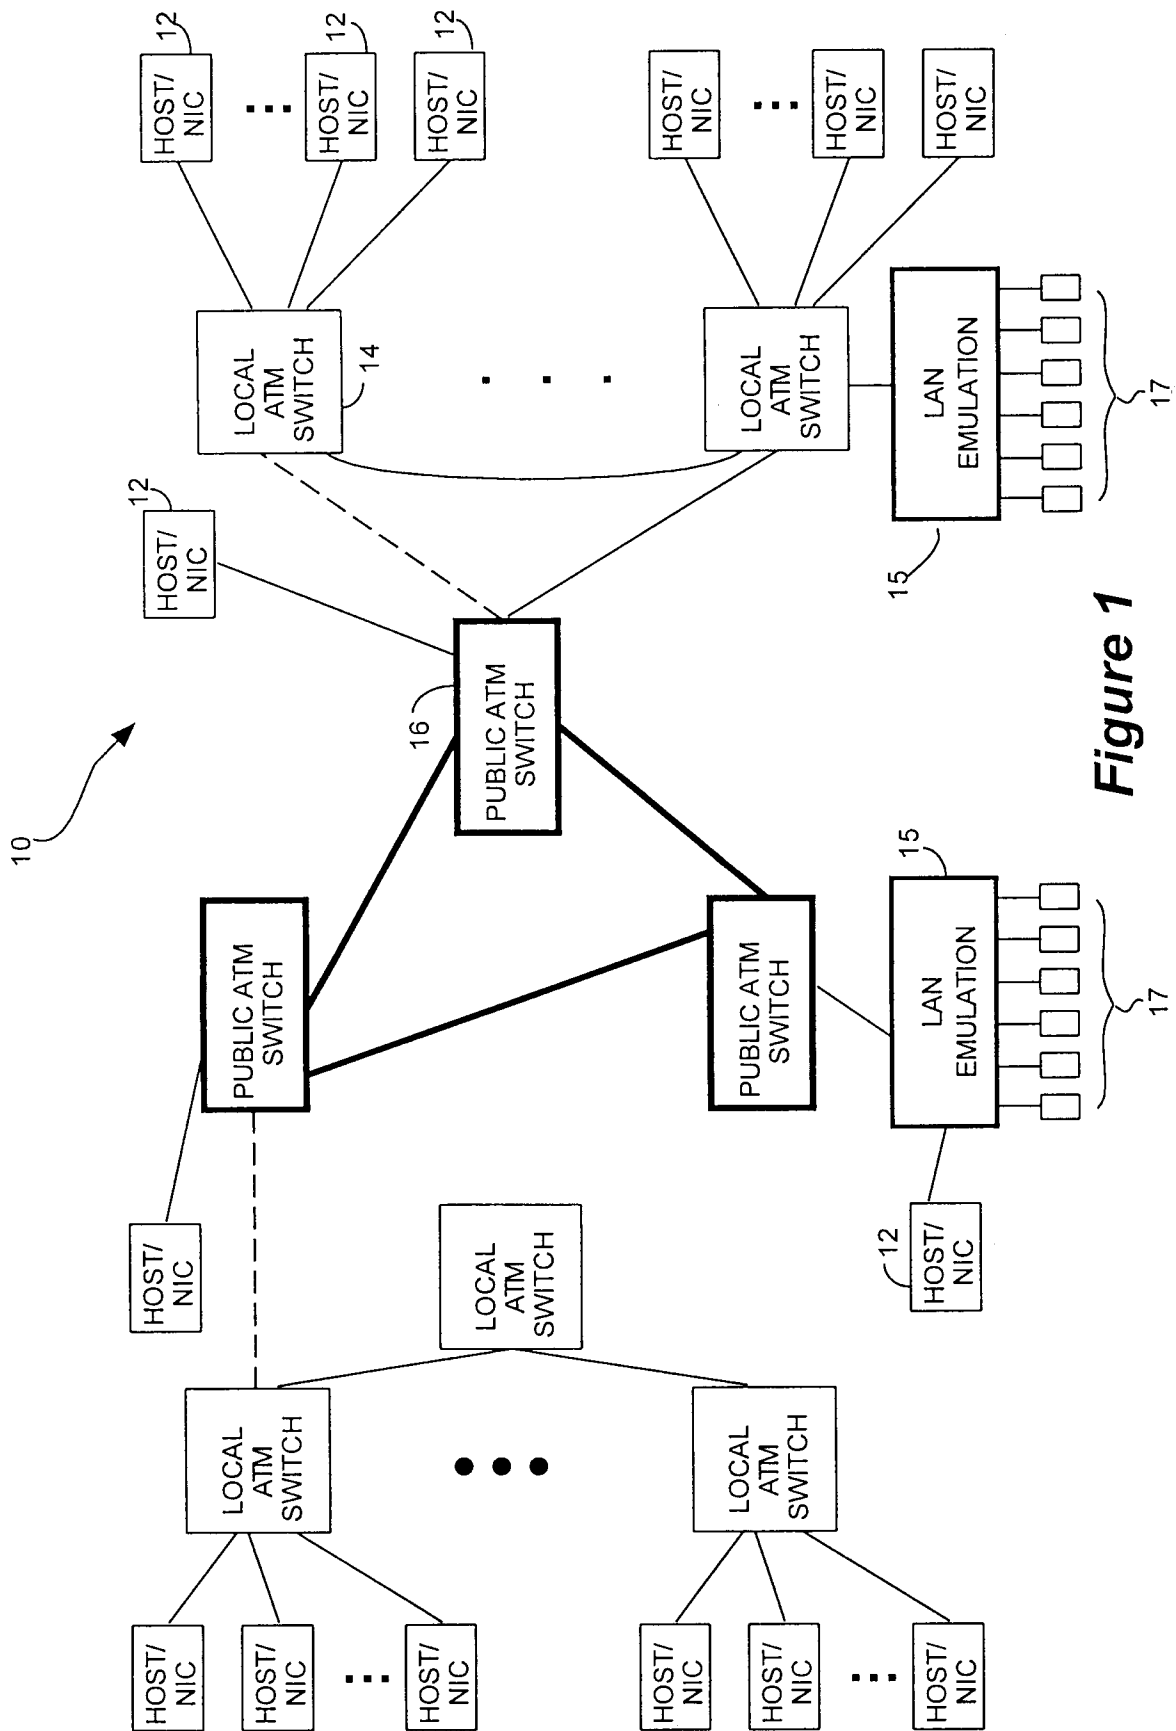 10
12
HOST/
NIC
HOST/
NIC
12
HOST/
NIC
HOST/
NIC
LOCAL
ATM
SWITCH
PUBLIC ATM
SWITCH
LOCAL
ATM
SWITCH
14
12
HOST/
NIC
HOST/
NIC
12
HOST/
NIC
HOST/
NIC
LOCAL
ATM
SWITCH
16
PUBLIC ATM
SWITCH
HOST/
NIC
HOST/
NIC
HOST/
NIC
LOCAL
ATM
SWITCH
PUBLIC ATM
SWITCH
LOCAL
ATM
SWITCH
HOST/
NIC
HOST/
NIC
12
HOST/
NIC
15
LAN
EMULATION
15
LAN
EMULATION
HOST/
NIC
HOST/
NIC
17
17
Figure 1